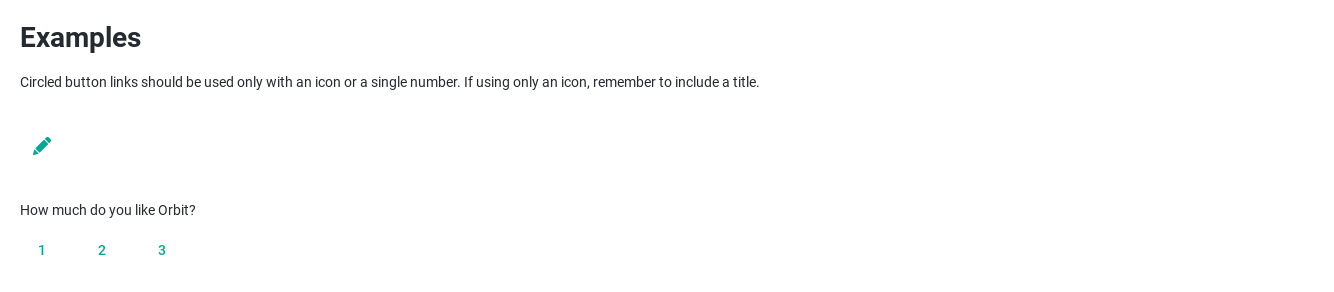 Examples
Circled button links should be used only with an icon or a single number. If using only an icon, remember to include a title.
How much do you like Orbit?
1 2 3